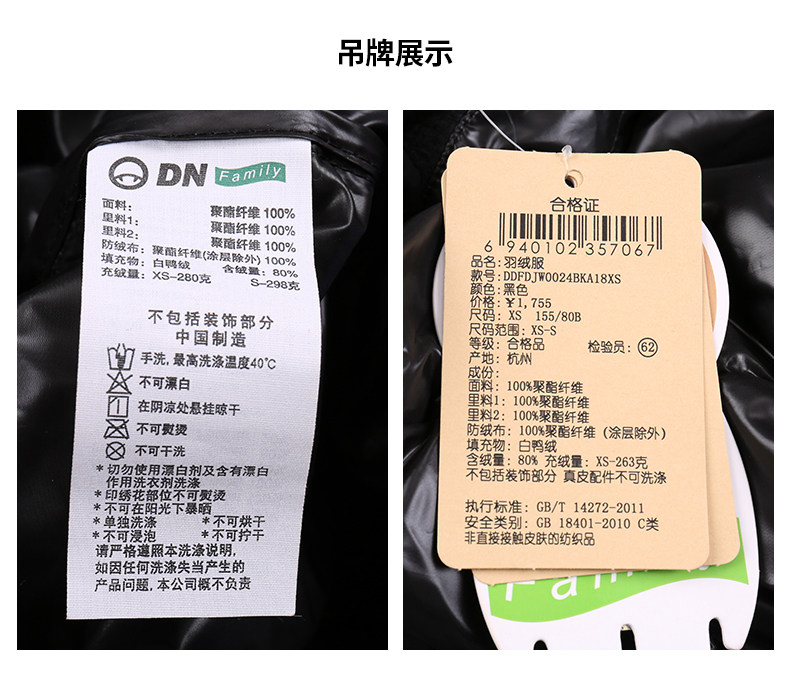 吊牌展示
DN Family
面料: 聚酯纤维 100%
里料1: 聚酯纤维 100%
里料2: 聚酯纤维 100%
防绒布: 聚酯纤维(涂层除外) 100%
填充物: 白鸭绒 含绒量: 80%
充绒量: XS-280克 S-298克
不包括装饰部分
中国制造
手洗, 最高洗涤温度40℃
不可漂白
在阴凉处悬挂晾干
不可熨烫
不可干洗
*切勿使用漂白剂及含有漂白
作用洗衣剂洗涤
*印绣花部位不可熨烫
*不可在阳光下暴晒
*单独洗涤 *不可烘干
*不可浸泡 *不可拧干
请严格遵照本洗涤说明,
如因任何洗涤失当产生的
产品问题, 本公司概不负责
合格证
6 940102 357067
品名: 羽绒服
款号: DDFDJW0024BKA18XS
颜色: 黑色
价格: ¥1,755
尺码: XS 155/80B
尺码范围: XS-S
等级: 合格品 检验员: 62
产地: 杭州
成份:
面料: 100%聚酯纤维
里料1: 100%聚酯纤维
里料2: 100%聚酯纤维
防绒布: 100%聚酯纤维 (涂层除外)
填充物: 白鸭绒
含绒量: 80% 充绒量: XS-263克
不包括装饰部分 真皮配件不可洗涤
执行标准: GB/T 14272-2011
安全类别: GB 18401-2010 C类
非直接接触皮肤的纺织品
Family